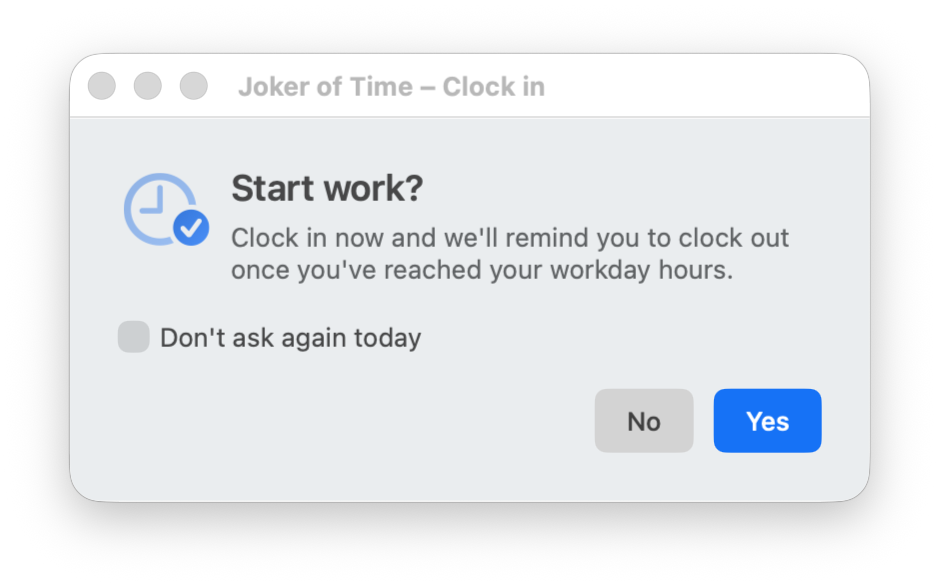 Joker of Time – Clock in
Start work?
Clock in now and we'll remind you to clock out
once you've reached your workday hours.
Don't ask again today
No
Yes